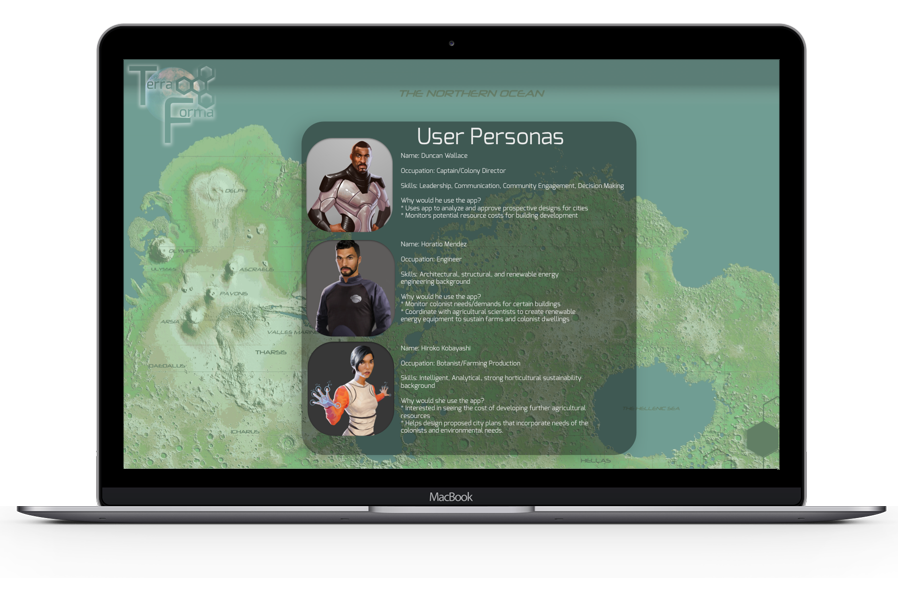 Terra
Forma
THE NORTHERN OCEAN
User Personas
Name: Duncan Wallace
Occupation: Captain/Colony Director
Skills: Leadership, Communication, Community Engagement, Decision Making
Why would he use the app?
* Uses app to analyze and approve prospective designs for cities
* Monitors potential resource costs for building development
Name: Horatio Mendez
Occupation: Engineer
Skills: Architectural, structural, and renewable energy
engineering background
Why would he use the app?
* Monitor colonist needs/demands for certain buildings
* Coordinate with agricultural scientists to create renewable
energy equipment to sustain farms and colonist dwellings
Name: Hiroko Kobayashi
Occupation: Botanist/Farming Production
Skills: Intelligent, Analytical, strong horticultural sustainability
background
Why would she use the app?
* Interested in seeing the cost of developing further agricultural
resources
* Helps design proposed city plans that incorporate needs of the
colonists and environmental needs.
DELPHI
OLYMPUS
ULYSSES
ASCRAEUS
PAVONIS
ARSIA
VALLES
THARSIS
DAEDALUS
ICHARUS
THE HELLENIC SEA
HELLAS
MacBook